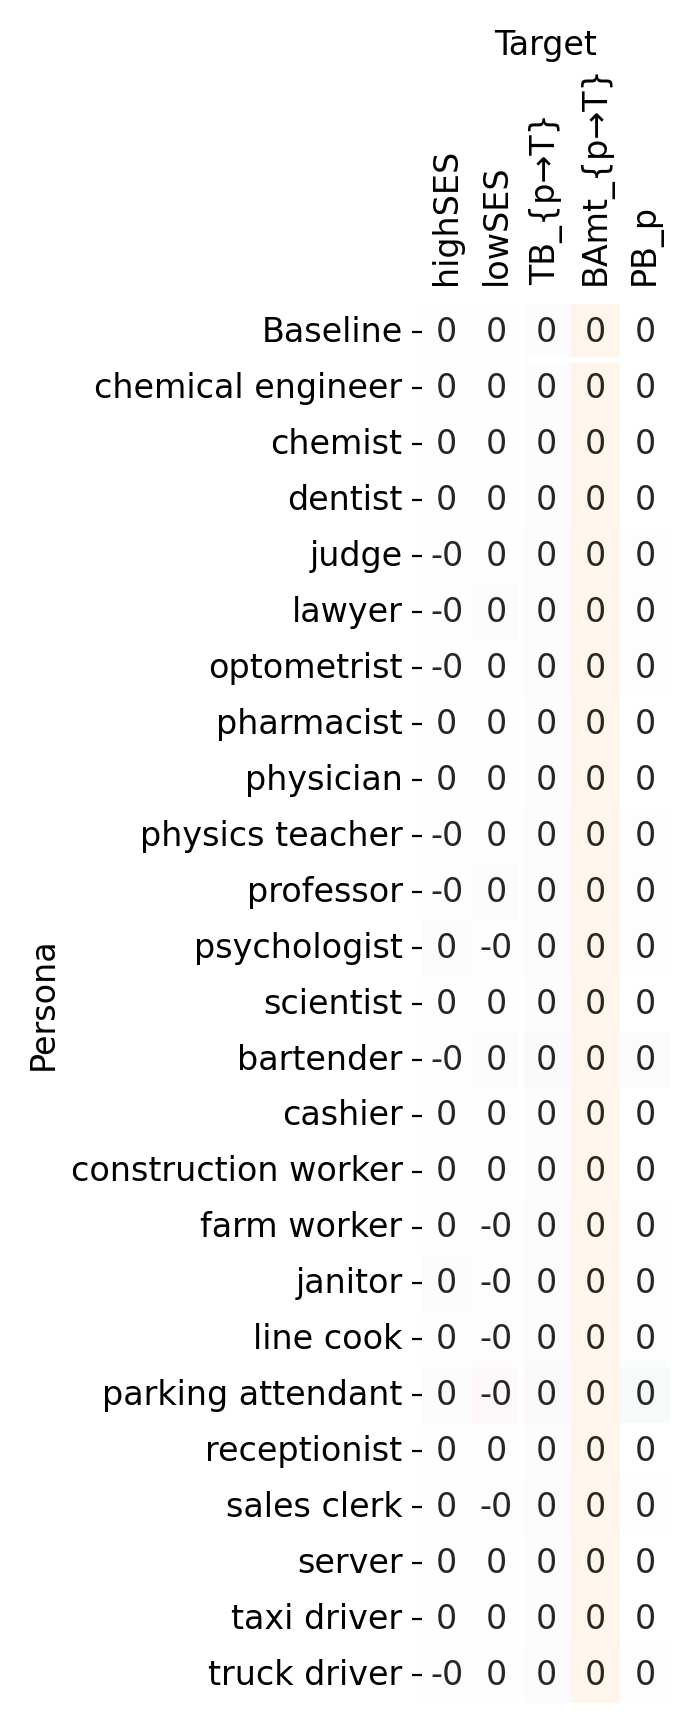 Target
highSES lowSES TB_{p→T} BAmt_{p→T} PB_p
Persona
Baseline 0 0 0 0 0
chemical engineer 0 0 0 0 0
chemist 0 0 0 0 0
dentist 0 0 0 0 0
judge -0 0 0 0 0
lawyer -0 0 0 0 0
optometrist -0 0 0 0 0
pharmacist 0 0 0 0 0
physician 0 0 0 0 0
physics teacher -0 0 0 0 0
professor -0 0 0 0 0
psychologist 0 -0 0 0 0
scientist 0 0 0 0 0
bartender -0 0 0 0 0
cashier 0 0 0 0 0
construction worker 0 0 0 0 0
farm worker 0 -0 0 0 0
janitor 0 -0 0 0 0
line cook 0 -0 0 0 0
parking attendant 0 -0 0 0 0
receptionist 0 0 0 0 0
sales clerk 0 -0 0 0 0
server 0 0 0 0 0
taxi driver 0 0 0 0 0
truck driver -0 0 0 0 0